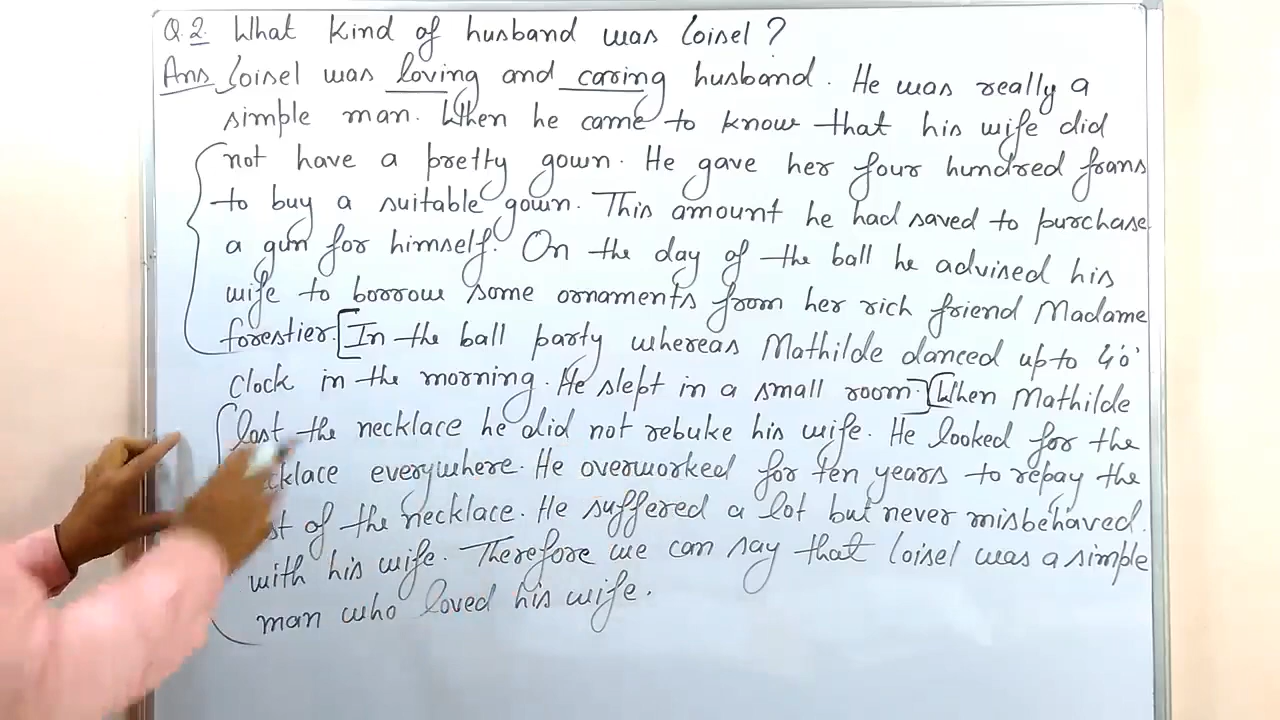 Q.2. What kind of husband was Loisel ?
Ans Loisel was loving and caring husband. He was really a
simple man. When he came to know that his wife did
not have a pretty gown. He gave her four hundred frans
to buy a suitable gown. This amount he had saved to purchase
a gun for himself. On the day of the ball he advised his
wife to borrow some ornaments from her rich friend Madame
forestier. [In the ball party whereas Mathilde danced up to 4 o'
clock in the morning. He slept in a small room.] [When Mathilde
lost the necklace he did not rebuke his wife. He looked for the
everywhere. He overworked for ten years to repay the
of the necklace. He suffered a lot but never misbehaved.
with his wife. Therefore we can say that Loisel was a simple
man who loved his wife.